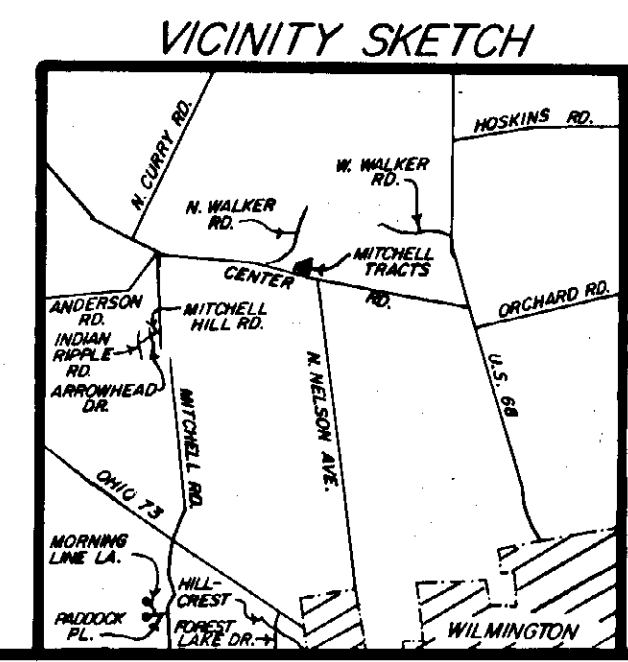 VICINITY SKETCH
HOSKINS RD.
N. CURRY RD.
W. WALKER
RD.
N. WALKER
RD.
MITCHELL
TRACTS
CENTER
RD.
ANDERSON
RD.
MITCHELL
HILL RD.
ORCHARD RD.
INDIAN
RIPPLE
RD.
ARROWHEAD
DR.
U.S. 68
MITCHELL RD.
N. NELSON AVE.
OHIO 73
MORNING
LINE LA.
HILL-
CREST
PADDOCK
PL.
FOREST
LAKE DR.
WILMINGTON